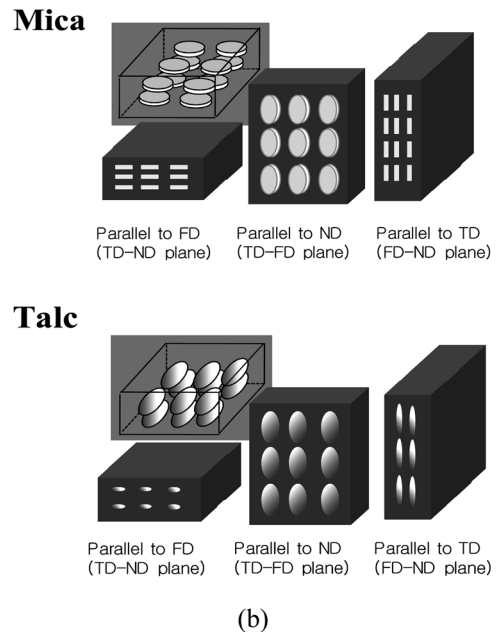 Mica
Parallel to FD
(TD-ND plane)
Parallel to ND
(TD-FD plane)
Parallel to TD
(FD-ND plane)
Talc
Parallel to FD
(TD-ND plane)
Parallel to ND
(TD-FD plane)
Parallel to TD
(FD-ND plane)
(b)